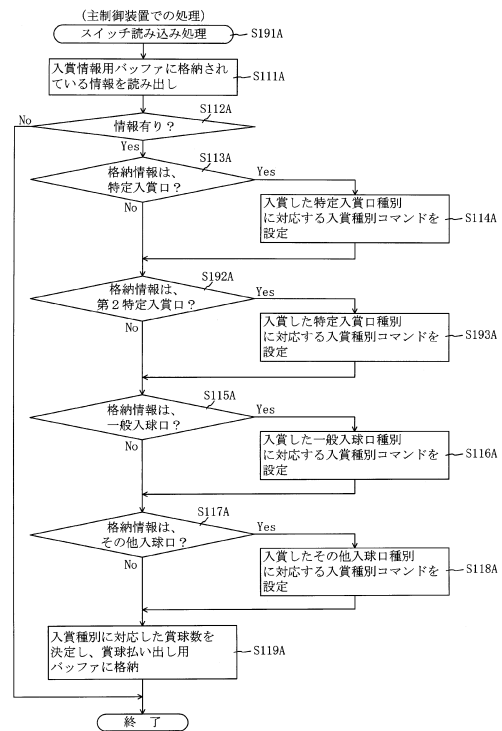 (主制御装置での処理)
スイッチ読み込み処理
S191A
入賞情報用バッファに格納され
ている情報を読み出し
S111A
No
情報有り?
S112A
Yes
格納情報は、
特定入賞口?
S113A
Yes
No
入賞した特定入賞口種別
に対応する入賞種別コマンドを
設定
S114A
格納情報は、
第2特定入賞口?
S192A
Yes
No
入賞した特定入賞口種別
に対応する入賞種別コマンドを
設定
S193A
格納情報は、
一般入球口?
S115A
Yes
No
入賞した一般入球口種別
に対応する入賞種別コマンドを
設定
S116A
格納情報は、
その他入球口?
S117A
Yes
No
入賞したその他入球口種別
に対応する入賞種別コマンドを
設定
S118A
入賞種別に対応した賞球数を
決定し、賞球払い出し用
バッファに格納
S119A
終 了